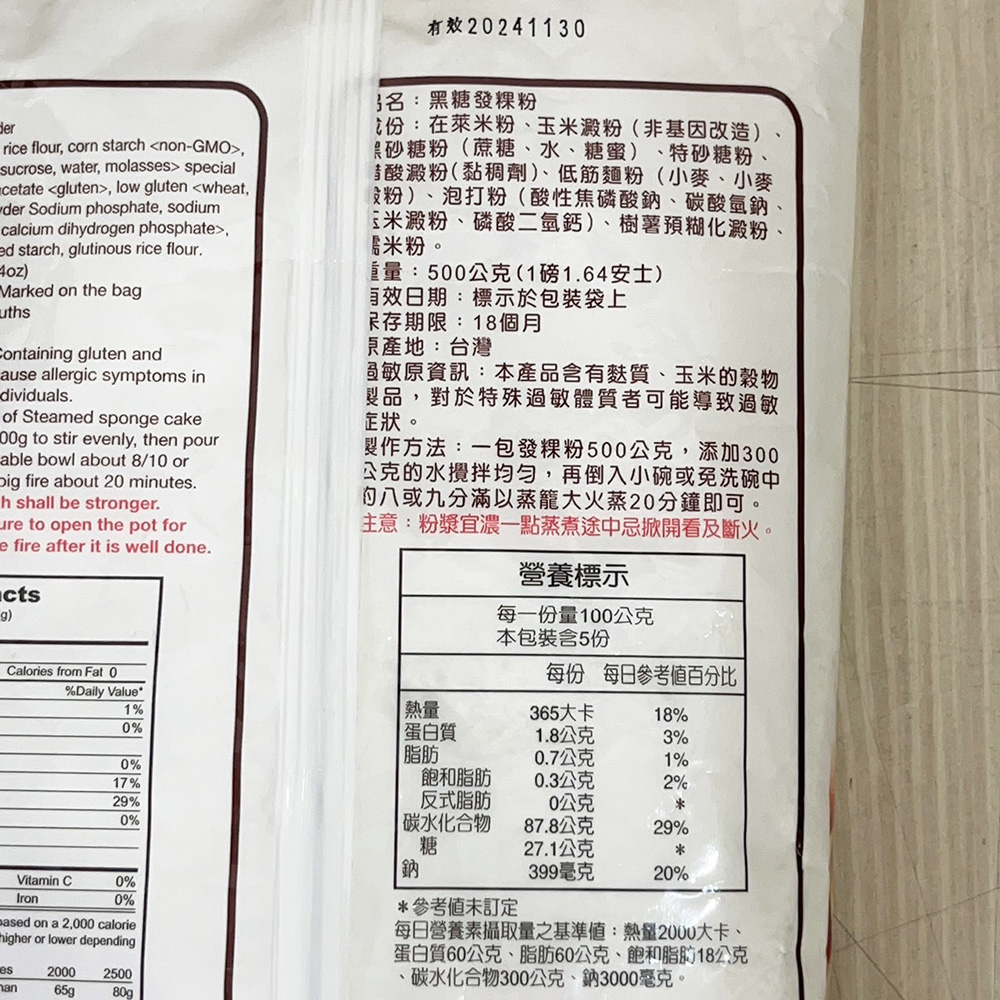 有效20241130
rice flour, corn starch <non-GMO>,
sucrose, water, molasses> special
<gluten>, low gluten <wheat,
Sodium phosphate, sodium
calcium dihydrogen phosphate>,
starch, glutinous rice flour.
Marked on the bag
Containing gluten and
allergic symptoms in
of Steamed sponge cake
to stir evenly, then pour
bowl about 8/10 or
big fire about 20 minutes.
shall be stronger.
to open the pot for
fire after it is well done.
Calories from Fat 0
%Daily Value*
1%
0%
0%
17%
29%
0%
Vitamin C 0%
Iron 0%
based on a 2,000 calorie
higher or lower depending
2000 2500
65g 80g
品名：黑糖發粿粉
成份：在萊米粉、玉米澱粉（非基因改造）、
黑砂糖粉（蔗糖、水、糖蜜）、特砂糖粉、
醋酸澱粉(黏稠劑)、低筋麵粉（小麥、小麥
澱粉）、泡打粉（酸性焦磷酸鈉、碳酸氫鈉、
玉米澱粉、磷酸二氫鈣）、樹薯預糊化澱粉、
糯米粉。
重量：500公克(1磅1.64安士)
有效日期：標示於包裝袋上
保存期限：18個月
原產地：台灣
過敏原資訊：本產品含有麩質、玉米的穀物
製品，對於特殊過敏體質者可能導致過敏
症狀。
製作方法：一包發粿粉500公克，添加300
公克的水攪拌均勻，再倒入小碗或免洗碗中
約八或九分滿以蒸籠大火蒸20分鐘即可。
注意：粉漿宜濃一點蒸煮途中忌掀開看及斷火。
營養標示
每一份量100公克
本包裝含5份
每份 每日參考值百分比
熱量 365大卡 18%
蛋白質 1.8公克 3%
脂肪 0.7公克 1%
飽和脂肪 0.3公克 2%
反式脂肪 0公克 *
碳水化合物 87.8公克 29%
糖 27.1公克 *
鈉 399毫克 20%
*參考值未訂定
每日營養素攝取量之基準值：熱量2000大卡、
蛋白質60公克、脂肪60公克、飽和脂肪18公克
、碳水化合物300公克、鈉3000毫克。